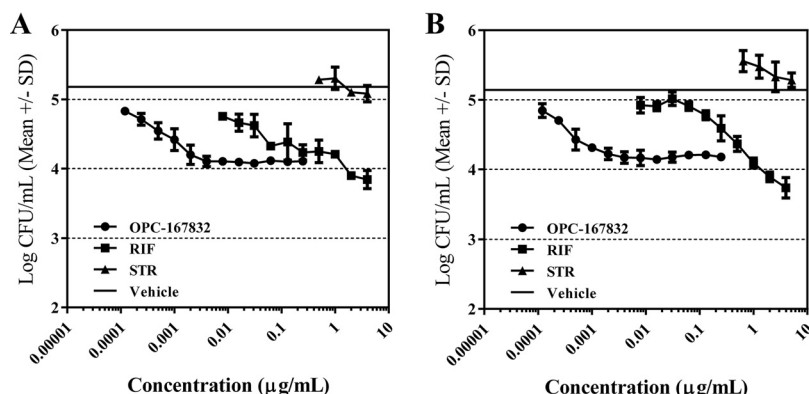 A
Log CFU/mL (Mean +/- SD)
6
5
4
3
2
OPC-167832
RIF
STR
Vehicle
0.00001
0.0001
0.001
0.01
0.1
1
10
Concentration (µg/mL)
B
Log CFU/mL (Mean +/- SD)
6
5
4
3
2
OPC-167832
RIF
STR
Vehicle
0.00001
0.0001
0.001
0.01
0.1
1
10
Concentration (µg/mL)